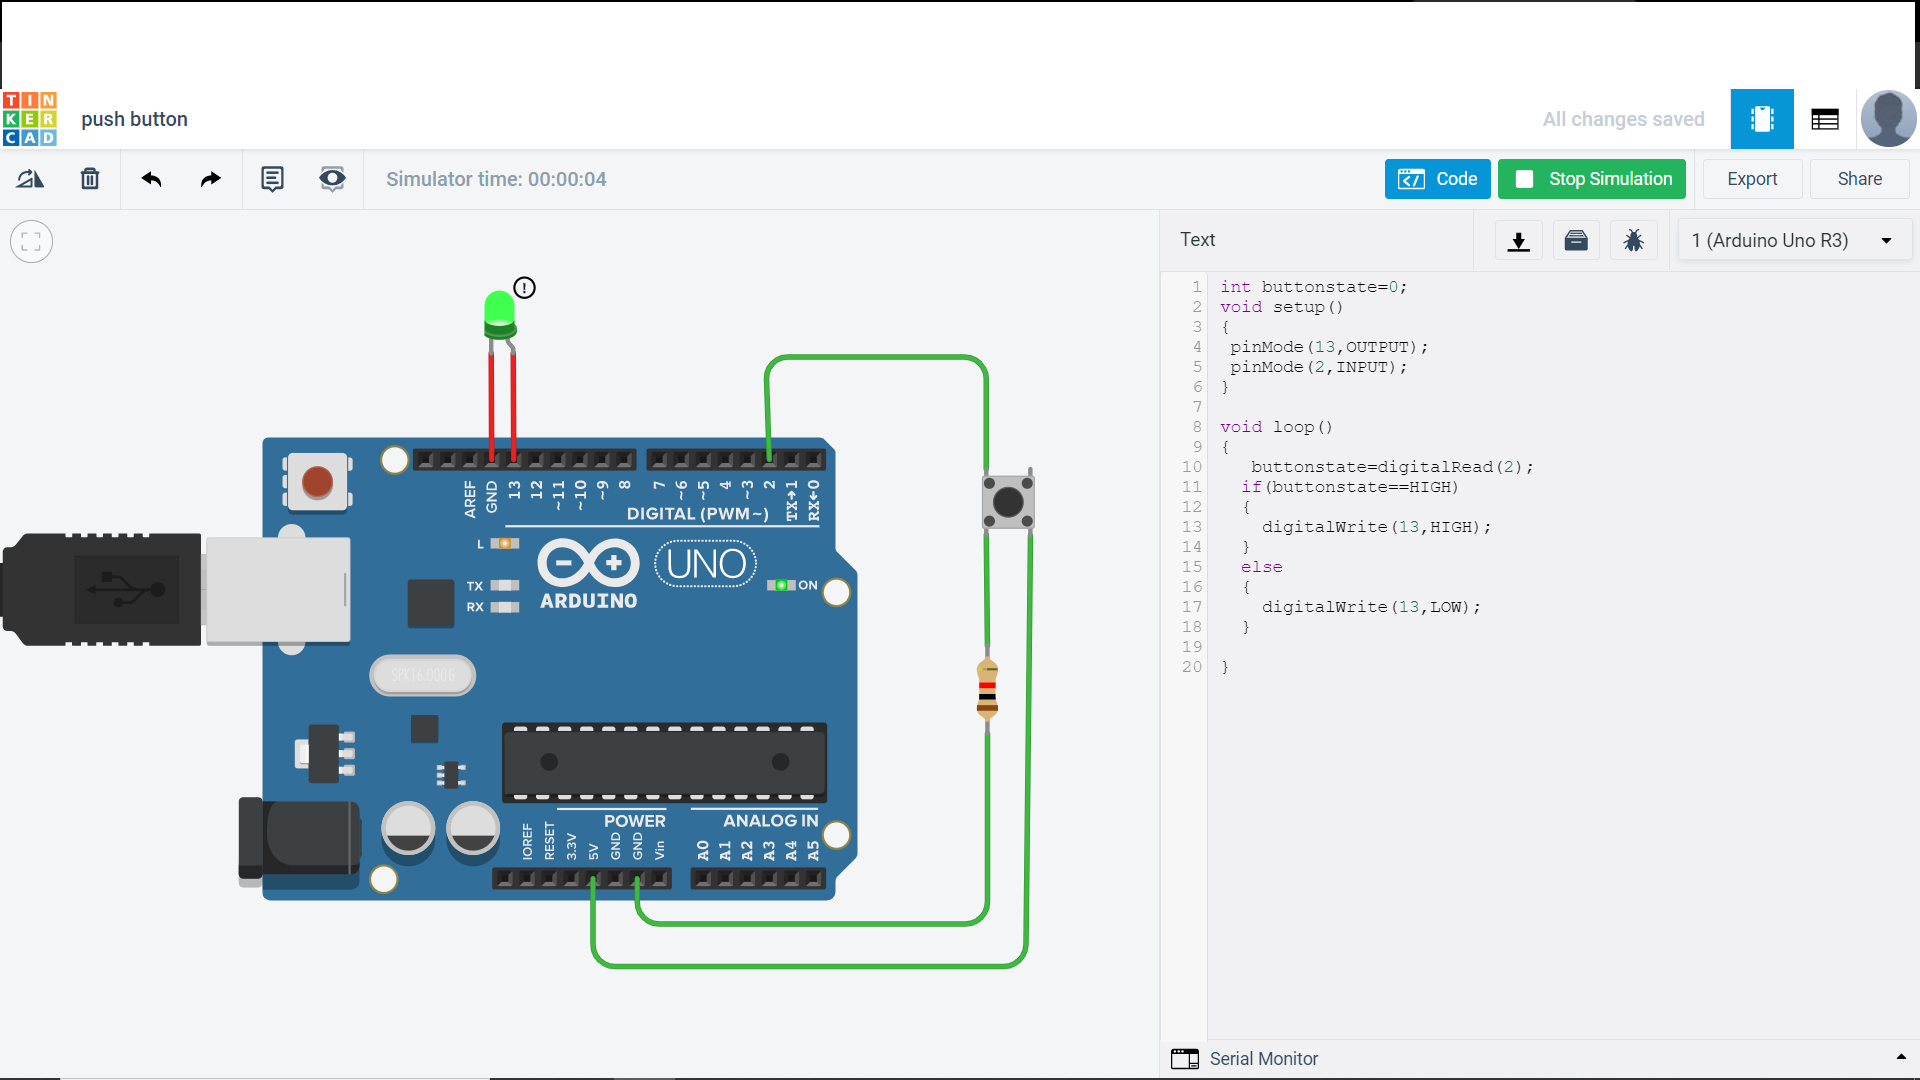 TINKERCAD
push button
All changes saved
Simulator time: 00:00:04
Code
Stop Simulation
Export
Share
Text
1 (Arduino Uno R3)
!
AREF
GND
13
12
~11
~10
~9
8
7
~6
~5
4
~3
2
TX→1
RX←0
DIGITAL (PWM~)
L
TX
RX
UNO
ARDUINO
ON
SPK16.000G
POWER
ANALOG IN
IOREF
RESET
3.3V
5V
GND
GND
Vin
A0
A1
A2
A3
A4
A5
1 int buttonstate=0;
2 void setup()
3 {
4 pinMode(13,OUTPUT);
5 pinMode(2,INPUT);
6 }
7
8 void loop()
9 {
10 buttonstate=digitalRead(2);
11 if(buttonstate==HIGH)
12 {
13 digitalWrite(13,HIGH);
14 }
15 else
16 {
17 digitalWrite(13,LOW);
18 }
19
20 }
Serial Monitor